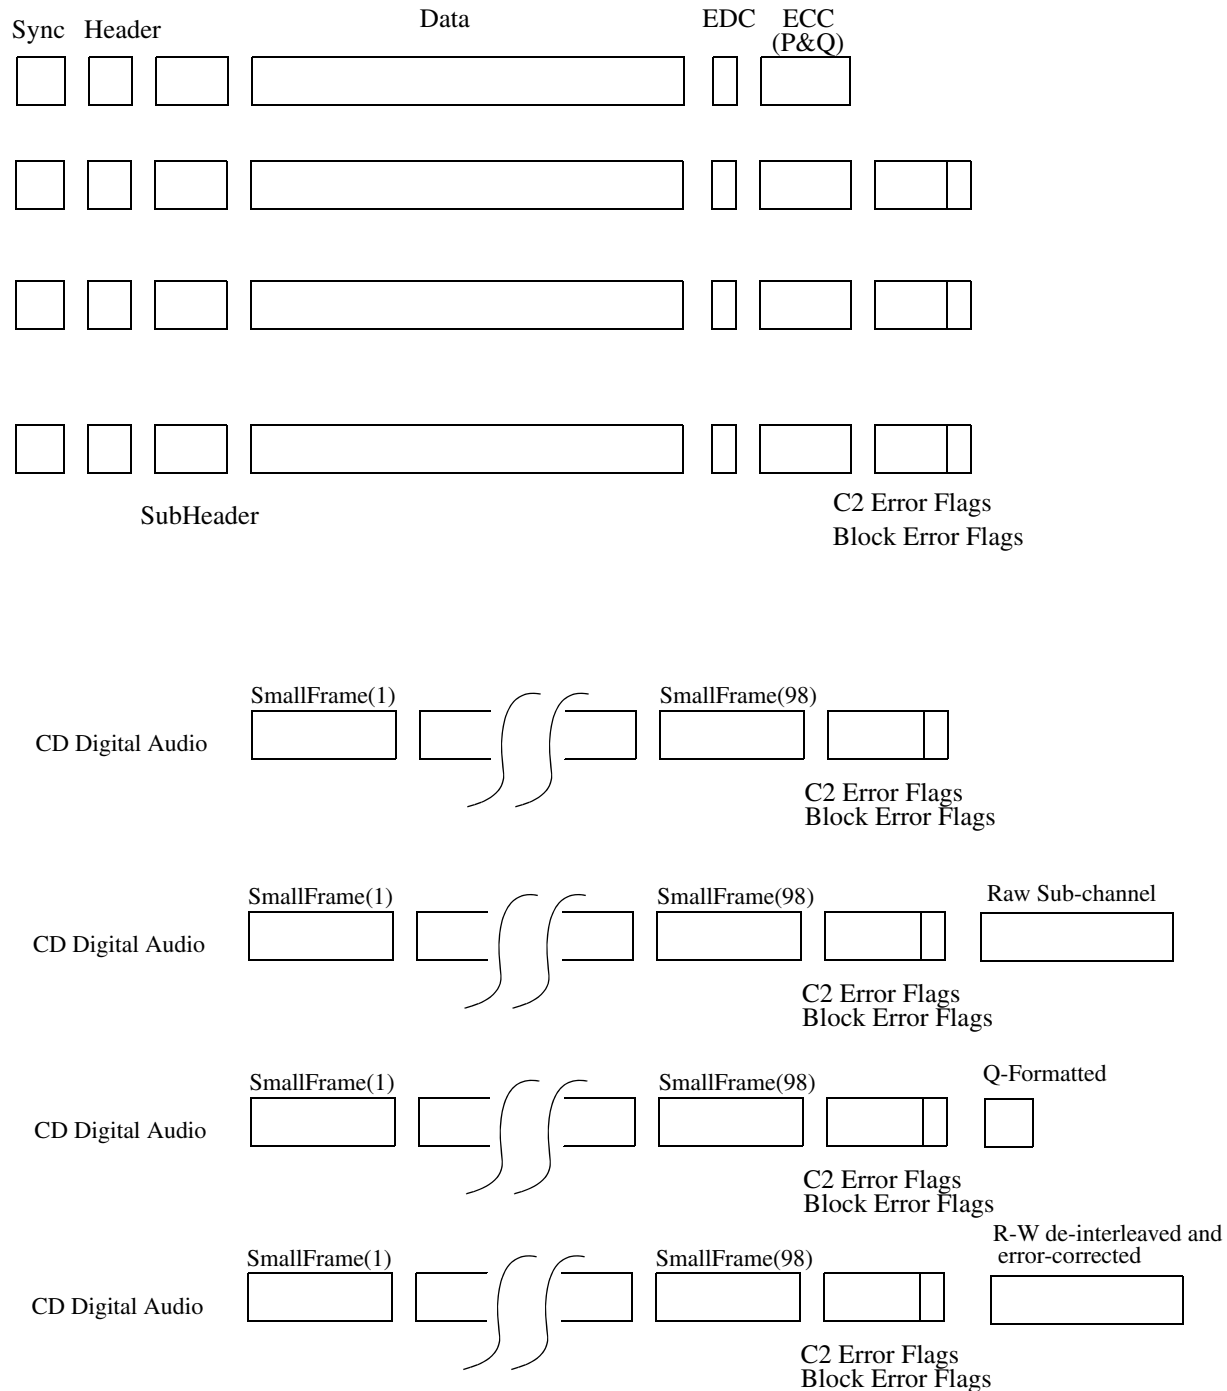 Sync Header Data EDC ECC
(P&Q)
SubHeader
C2 Error Flags
Block Error Flags
SmallFrame(1) SmallFrame(98)
CD Digital Audio
C2 Error Flags
Block Error Flags
SmallFrame(1) SmallFrame(98) Raw Sub-channel
CD Digital Audio
C2 Error Flags
Block Error Flags
SmallFrame(1) SmallFrame(98) Q-Formatted
CD Digital Audio
C2 Error Flags
Block Error Flags
R-W de-interleaved and
error-corrected
SmallFrame(1) SmallFrame(98)
CD Digital Audio
C2 Error Flags
Block Error Flags